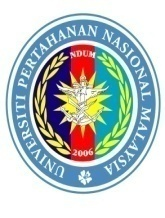 UNIVERSITI PERTAHANAN NASIONAL MALAYSIA
NDUM
2006